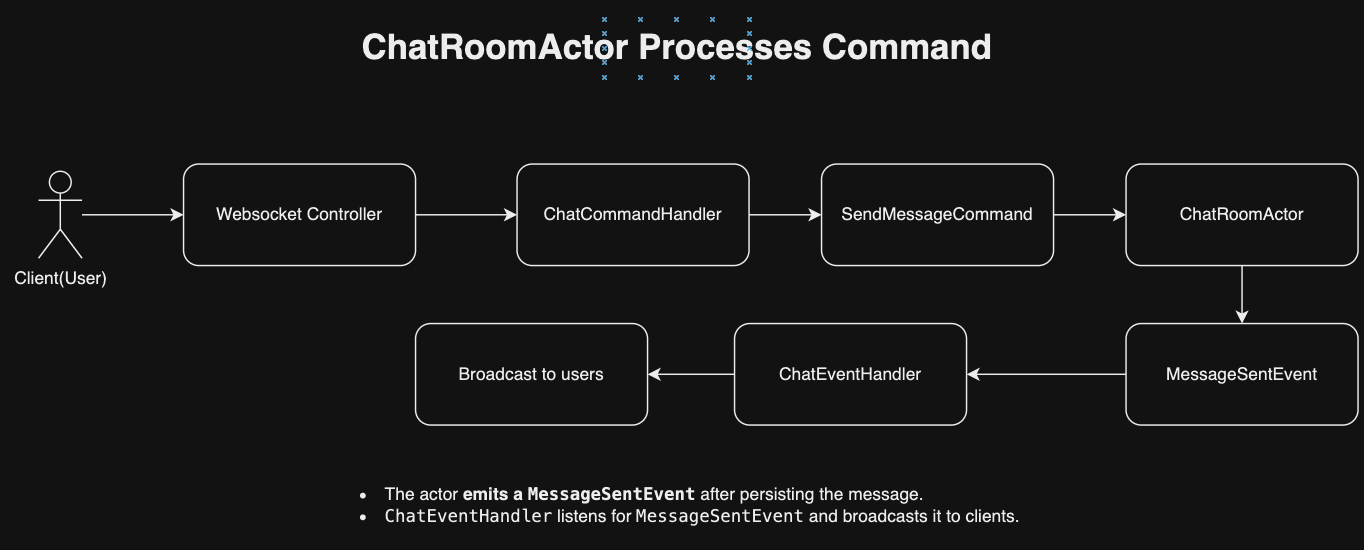 ChatRoomActor Processes Command
Websocket Controller
ChatCommandHandler
SendMessageCommand
ChatRoomActor
Client(User)
Broadcast to users
ChatEventHandler
MessageSentEvent
• The actor emits a MessageSentEvent after persisting the message.
• ChatEventHandler listens for MessageSentEvent and broadcasts it to clients.